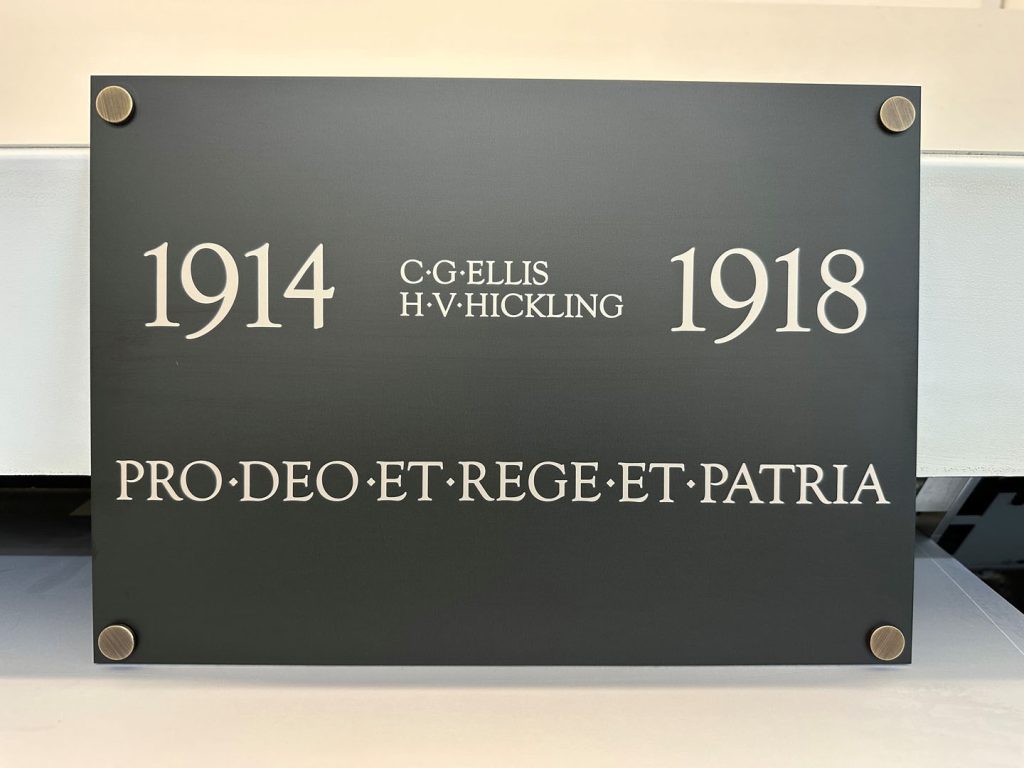 1914 C·G·ELLIS 1918
H·V·HICKLING
PRO·DEO·ET·REGE·ET·PATRIA